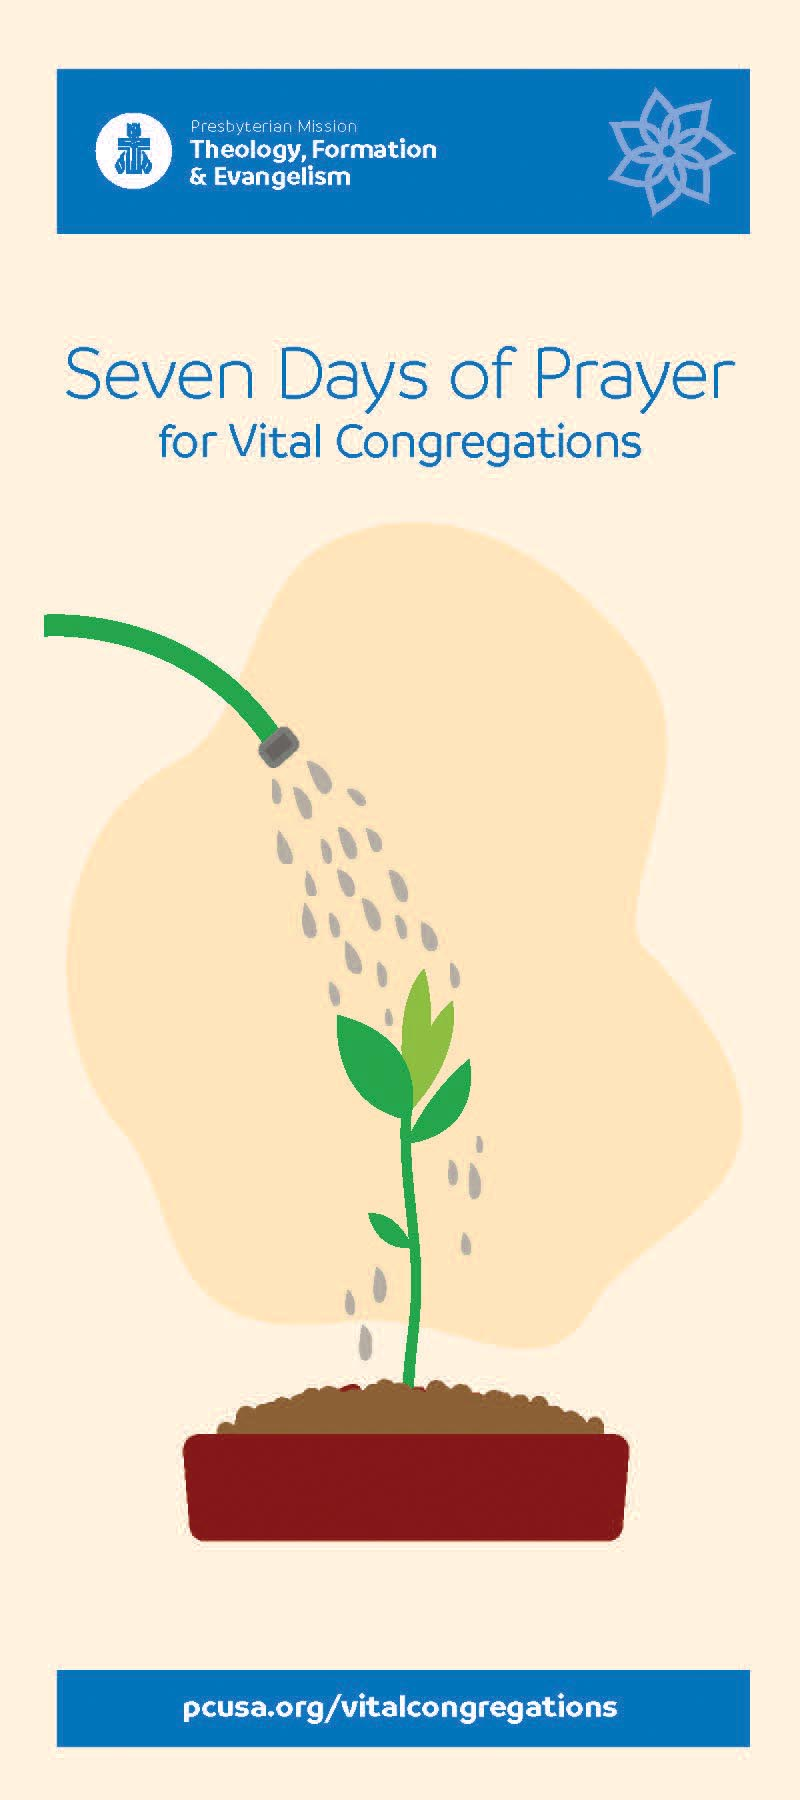 Presbyterian Mission
Theology, Formation
& Evangelism
Seven Days of Prayer
for Vital Congregations
pcusa.org/vitalcongregations